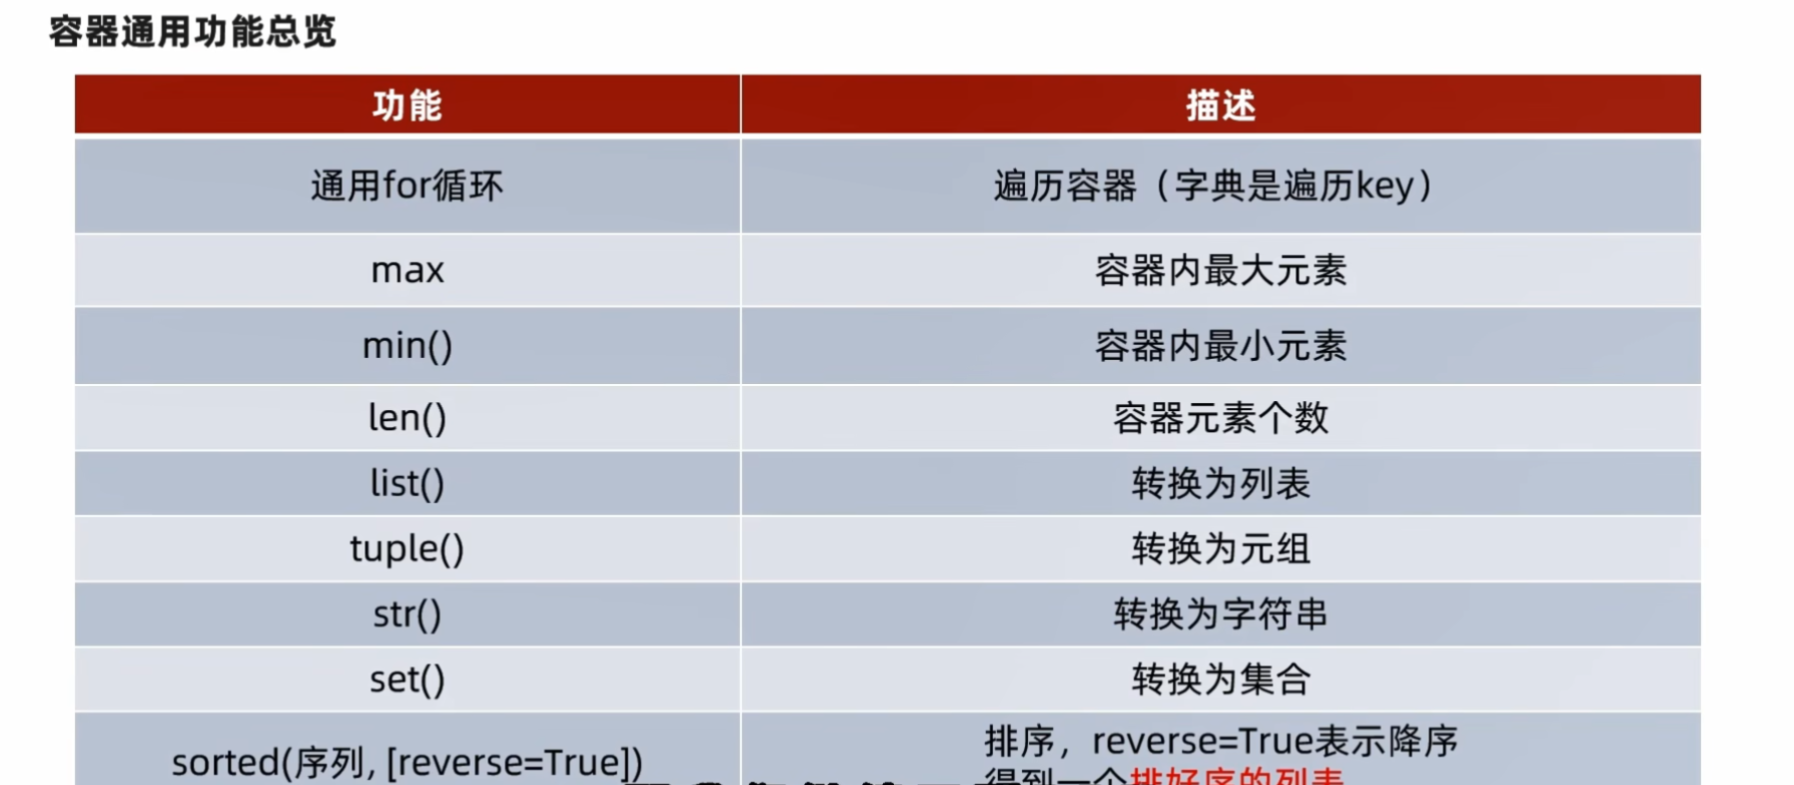 容器通用功能总览
功能 描述
通用for循环 遍历容器（字典是遍历key）
max 容器内最大元素
min() 容器内最小元素
len() 容器元素个数
list() 转换为列表
tuple() 转换为元组
str() 转换为字符串
set() 转换为集合
sorted(序列, [reverse=True]) 排序，reverse=True表示降序
得到一个排好序的列表